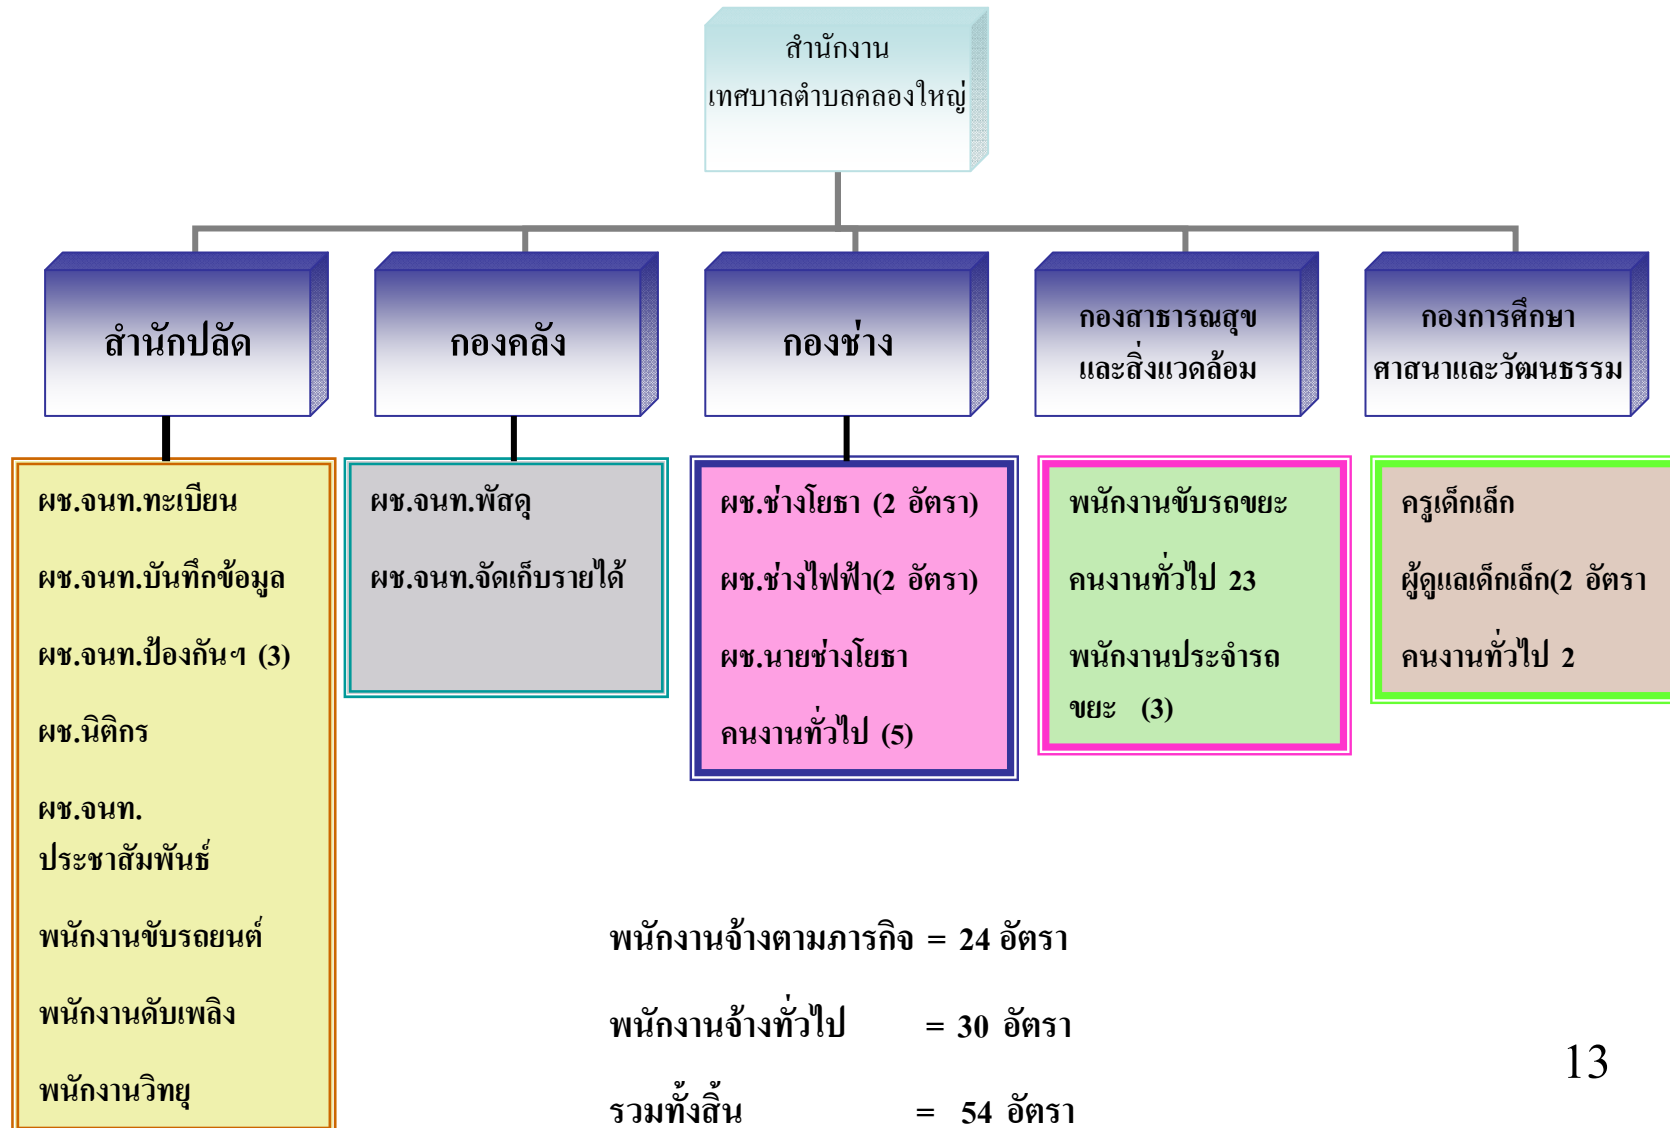 สำนักงาน
เทศบาลตำบลคลองใหญ่
สำนักปลัด
กองคลัง
กองช่าง
กองสาธารณสุข
และสิ่งแวดล้อม
กองการศึกษา
ศาสนาและวัฒนธรรม
ผช.จนท.ทะเบียน
ผช.จนท.บันทึกข้อมูล
ผช.จนท.ป้องกันฯ (3)
ผช.นิติกร
ผช.จนท.
ประชาสัมพันธ์
พนักงานขับรถยนต์
พนักงานดับเพลิง
พนักงานวิทยุ
ผช.จนท.พัสดุ
ผช.จนท.จัดเก็บรายได้
ผช.ช่างโยธา (2 อัตรา)
ผช.ช่างไฟฟ้า(2 อัตรา)
ผช.นายช่างโยธา
คนงานทั่วไป (5)
พนักงานขับรถขยะ
คนงานทั่วไป 23
พนักงานประจำรถ
ขยะ (3)
ครูเด็กเล็ก
ผู้ดูแลเด็กเล็ก(2 อัตรา
คนงานทั่วไป 2
พนักงานจ้างตามภารกิจ = 24 อัตรา
พนักงานจ้างทั่วไป = 30 อัตรา
รวมทั้งสิ้น = 54 อัตรา
13